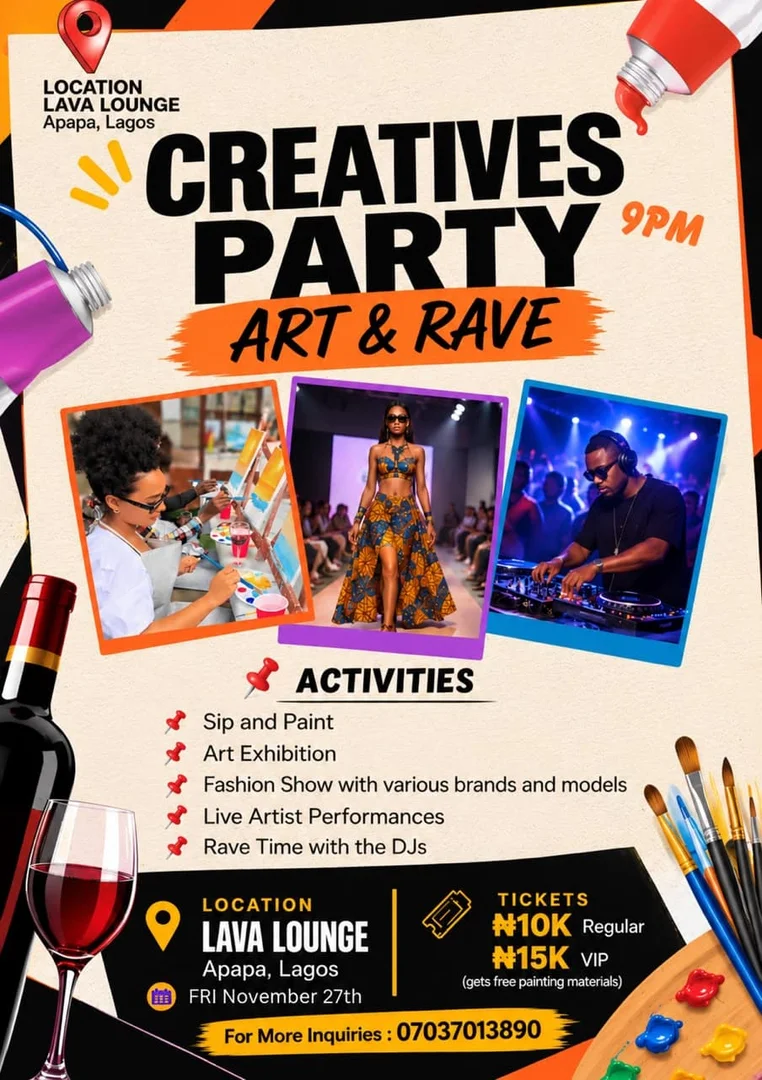 LOCATION
LAVA LOUNGE
Apapa, Lagos
CREATIVES
PARTY
9PM
ART & RAVE
ACTIVITIES
Sip and Paint
Art Exhibition
Fashion Show with various brands and models
Live Artist Performances
Rave Time with the DJs
LOCATION
LAVA LOUNGE
Apapa, Lagos
FRI November 27th
TICKETS
₦10K Regular
₦15K VIP
(gets free painting materials)
For More Inquiries : 07037013890